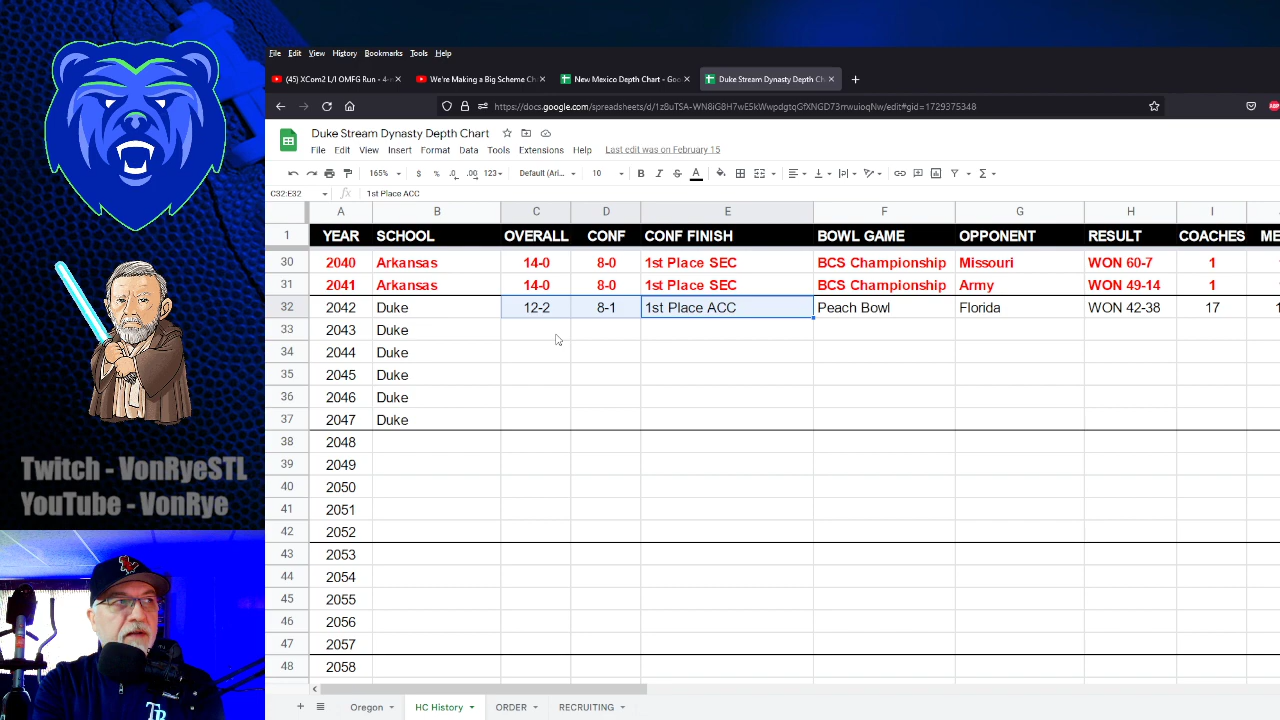 File Edit View History Bookmarks Tools Help
(45) XCom2 L/I OMFG Run - 4-
We're Making a Big Scheme Ch
New Mexico Depth Chart - Goo
Duke Stream Dynasty Depth Ch
Duke Stream Dynasty Depth Chart
File Edit View Insert Format Data Tools Extensions Help Last edit was on February 15
165% $ % .0 .00 123 Default (Ari... 10 B I S A
C32:E32 fx 1st Place ACC
A B C D E F G H I
1 YEAR SCHOOL OVERALL CONF CONF FINISH BOWL GAME OPPONENT RESULT COACHES ME
30 2040 Arkansas 14-0 8-0 1st Place SEC BCS Championship Missouri WON 60-7 1
31 2041 Arkansas 14-0 8-0 1st Place SEC BCS Championship Army WON 49-14 1
32 2042 Duke 12-2 8-1 1st Place ACC Peach Bowl Florida WON 42-38 17
33 2043 Duke
34 2044 Duke
35 2045 Duke
36 2046 Duke
37 2047 Duke
38 2048
39 2049
40 2050
41 2051
42 2052
43 2053
44 2054
45 2055
46 2056
47 2057
48 2058
Oregon HC History ORDER RECRUITING
Twitch - VonRyeSTL
YouTube - VonRye